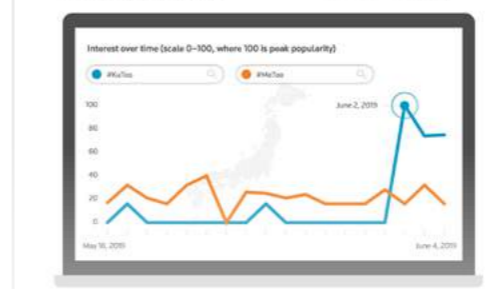 Interest over time (scale 0–100, where 100 is peak popularity)
#KuToo
#MeToo
100
June 2, 2019
80
60
40
20
0
May 16, 2019
June 4, 2019